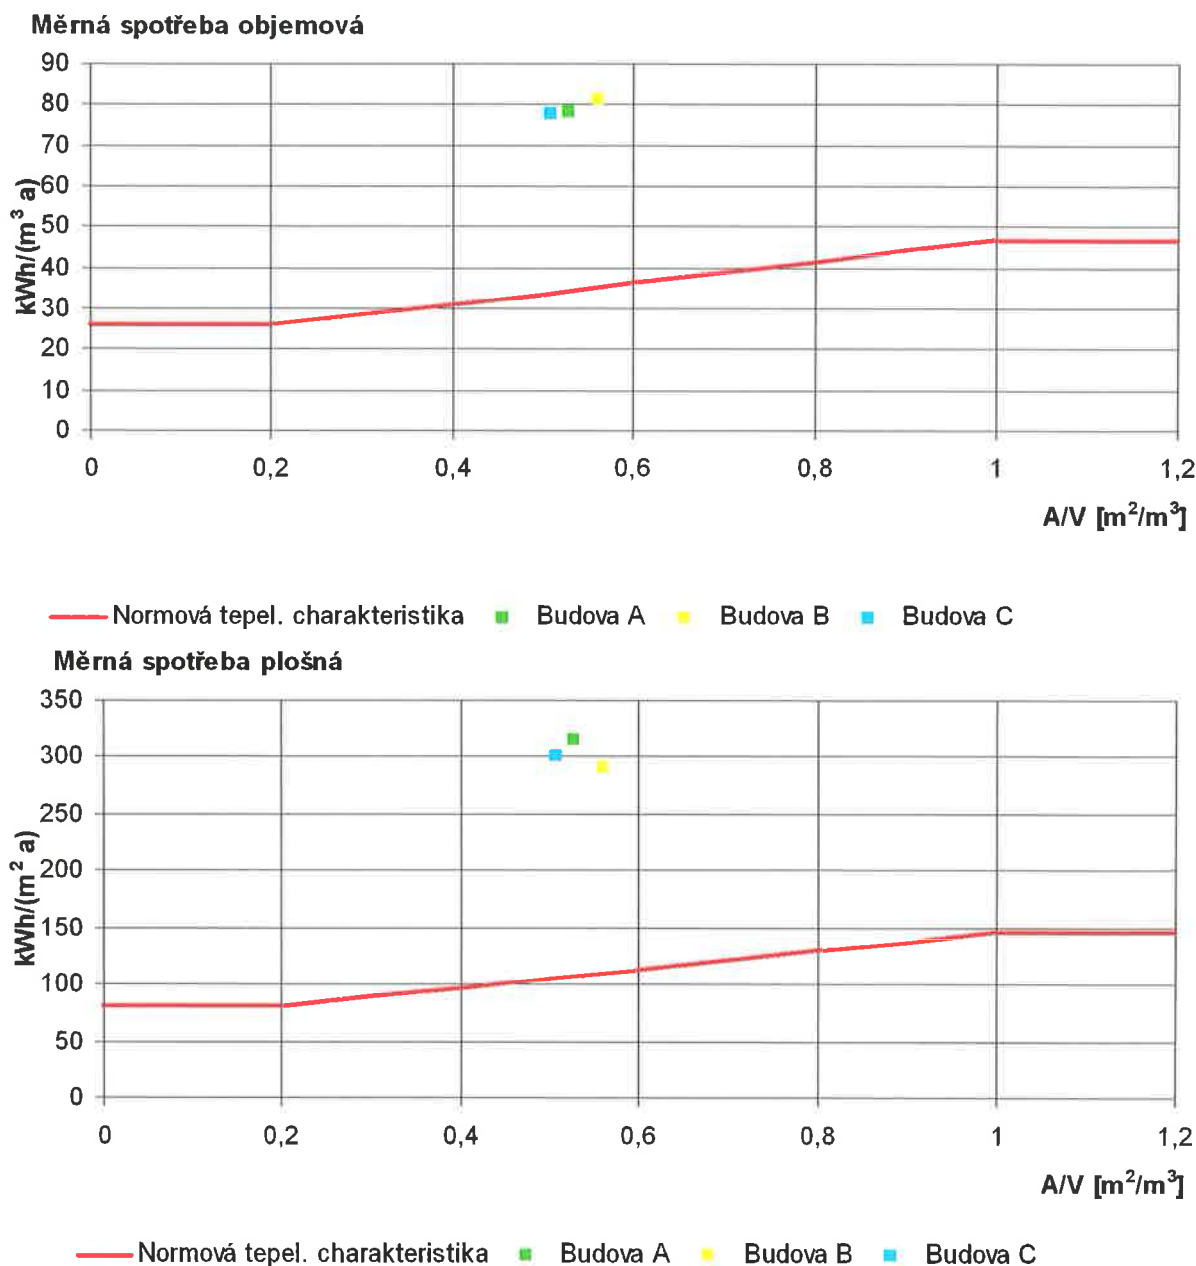 Měrná spotřeba objemová
90
80
70
60
50
40
30
20
10
0
kWh/(m³ a)
0 0,2 0,4 0,6 0,8 1 1,2
A/V [m²/m³]
Normová tepel. charakteristika Budova A Budova B Budova C
Měrná spotřeba plošná
350
300
250
200
150
100
50
0
kWh/(m² a)
0 0,2 0,4 0,6 0,8 1 1,2
A/V [m²/m³]
Normová tepel. charakteristika Budova A Budova B Budova C